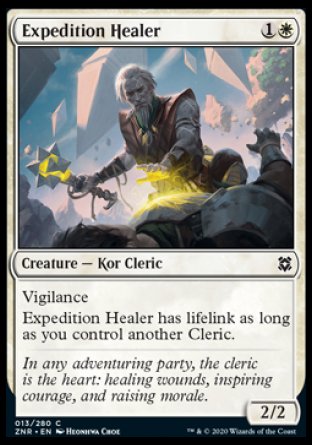 Expedition Healer 1
Creature — Kor Cleric
Vigilance
Expedition Healer has lifelink as long
as you control another Cleric.
In any adventuring party, the cleric
is the heart: healing wounds, inspiring
courage, and raising morale.
2/2
013/280 C
ZNR • EN HEONHWA CHOE
™ & © 2020 Wizards of the Coast